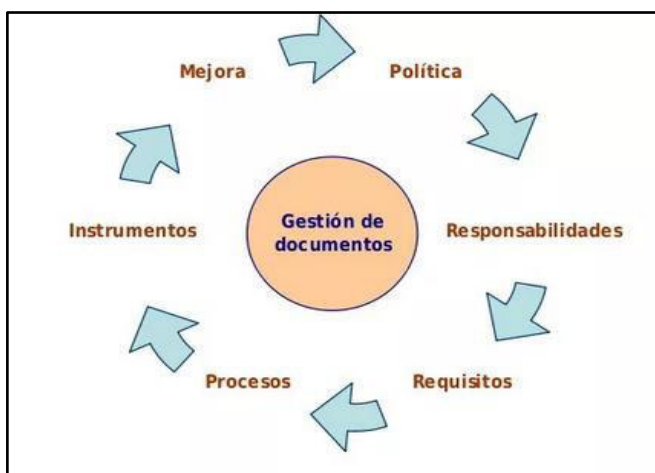 Mejora
Política
Instrumentos
Gestión de
documentos
Responsabilidades
Procesos
Requisitos